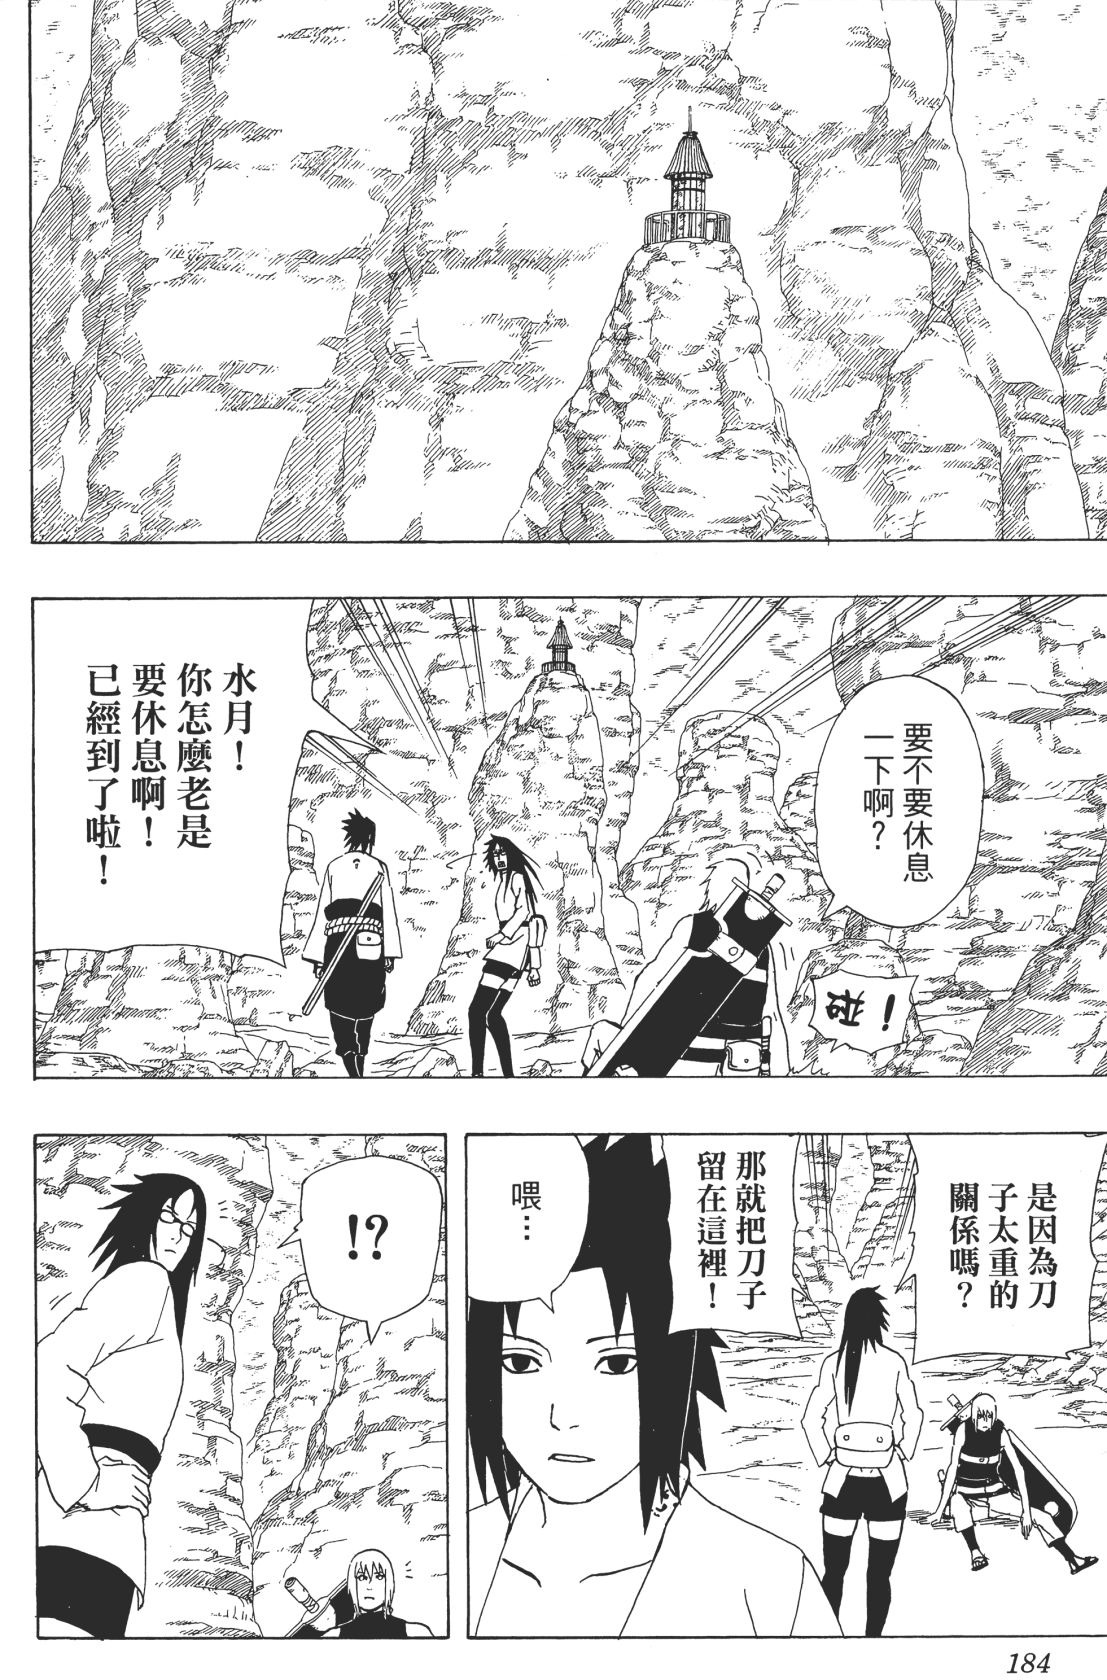 要不要休息
一下啊？
啦！
水月！
你怎麼老是
要休息啊！
已經到了啦！
是因為刀
子太重的
關係嗎？
那就把刀子
留在這裡！
喂…
!?
184